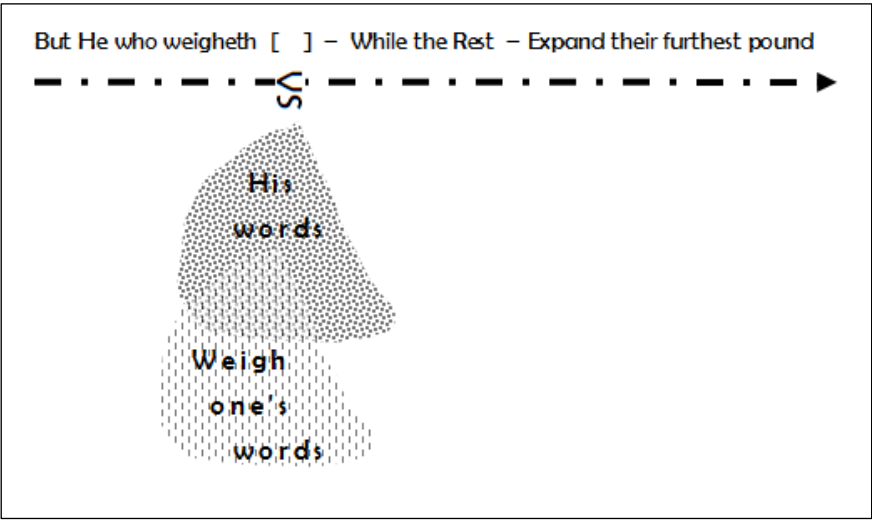 But He who weigheth [ ] – While the Rest – Expand their furthest pound
His
words
Weigh
one's
words